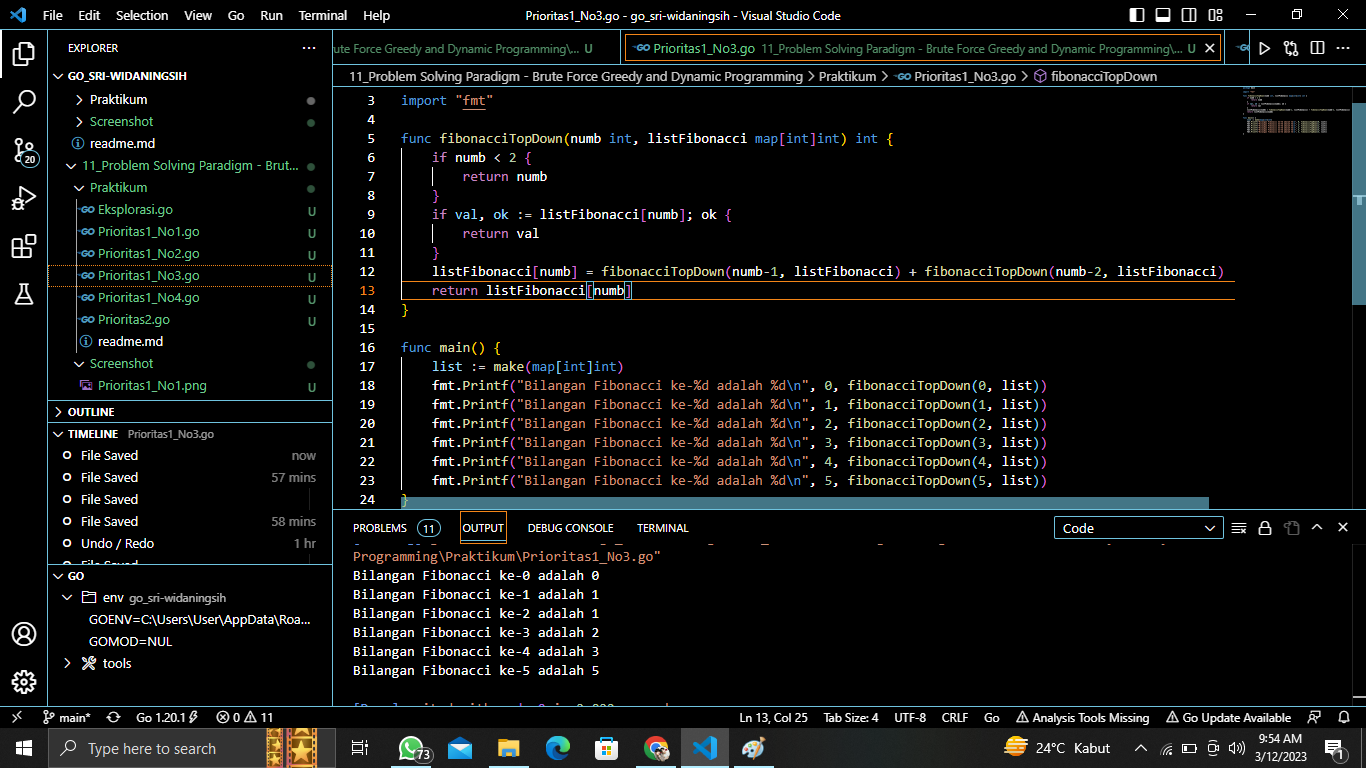 File Edit Selection View Go Run Terminal Help
Prioritas1_No3.go - go_sri-widaningsih - Visual Studio Code
EXPLORER
GO_SRI-WIDANINGSIH
Praktikum
Screenshot
readme.md
11_Problem Solving Paradigm - Brut...
Praktikum
Eksplorasi.go U
Prioritas1_No1.go U
Prioritas1_No2.go U
Prioritas1_No3.go U
Prioritas1_No4.go U
Prioritas2.go U
readme.md
Screenshot
Prioritas1_No1.png U
OUTLINE
TIMELINE Prioritas1_No3.go
File Saved now
File Saved 57 mins
File Saved
File Saved 58 mins
Undo / Redo 1 hr
File Saved
GO
env go_sri-widaningsih
GOENV=C:\Users\User\AppData\Roa...
GOMOD=NUL
tools
20
Brute Force Greedy and Dynamic Programming\... U
Prioritas1_No3.go 11_Problem Solving Paradigm - Brute Force Greedy and Dynamic Programming\... U
11_Problem Solving Paradigm - Brute Force Greedy and Dynamic Programming > Praktikum > Prioritas1_No3.go > fibonacciTopDown
3 import "fmt"
4
5 func fibonacciTopDown(numb int, listFibonacci map[int]int) int {
6 if numb < 2 {
7 return numb
8 }
9 if val, ok := listFibonacci[numb]; ok {
10 return val
11 }
12 listFibonacci[numb] = fibonacciTopDown(numb-1, listFibonacci) + fibonacciTopDown(numb-2, listFibonacci)
13 return listFibonacci[numb]
14 }
15
16 func main() {
17 list := make(map[int]int)
18 fmt.Printf("Bilangan Fibonacci ke-%d adalah %d\n", 0, fibonacciTopDown(0, list))
19 fmt.Printf("Bilangan Fibonacci ke-%d adalah %d\n", 1, fibonacciTopDown(1, list))
20 fmt.Printf("Bilangan Fibonacci ke-%d adalah %d\n", 2, fibonacciTopDown(2, list))
21 fmt.Printf("Bilangan Fibonacci ke-%d adalah %d\n", 3, fibonacciTopDown(3, list))
22 fmt.Printf("Bilangan Fibonacci ke-%d adalah %d\n", 4, fibonacciTopDown(4, list))
23 fmt.Printf("Bilangan Fibonacci ke-%d adalah %d\n", 5, fibonacciTopDown(5, list))
24 }
PROBLEMS 11 OUTPUT DEBUG CONSOLE TERMINAL Code
Programming\Praktikum\Prioritas1_No3.go"
Bilangan Fibonacci ke-0 adalah 0
Bilangan Fibonacci ke-1 adalah 1
Bilangan Fibonacci ke-2 adalah 1
Bilangan Fibonacci ke-3 adalah 2
Bilangan Fibonacci ke-4 adalah 3
Bilangan Fibonacci ke-5 adalah 5
main* Go 1.20.1 0 11 Ln 13, Col 25 Tab Size: 4 UTF-8 CRLF Go Analysis Tools Missing Go Update Available
Type here to search 73 24°C Kabut 9:54 AM
3/12/2023 1